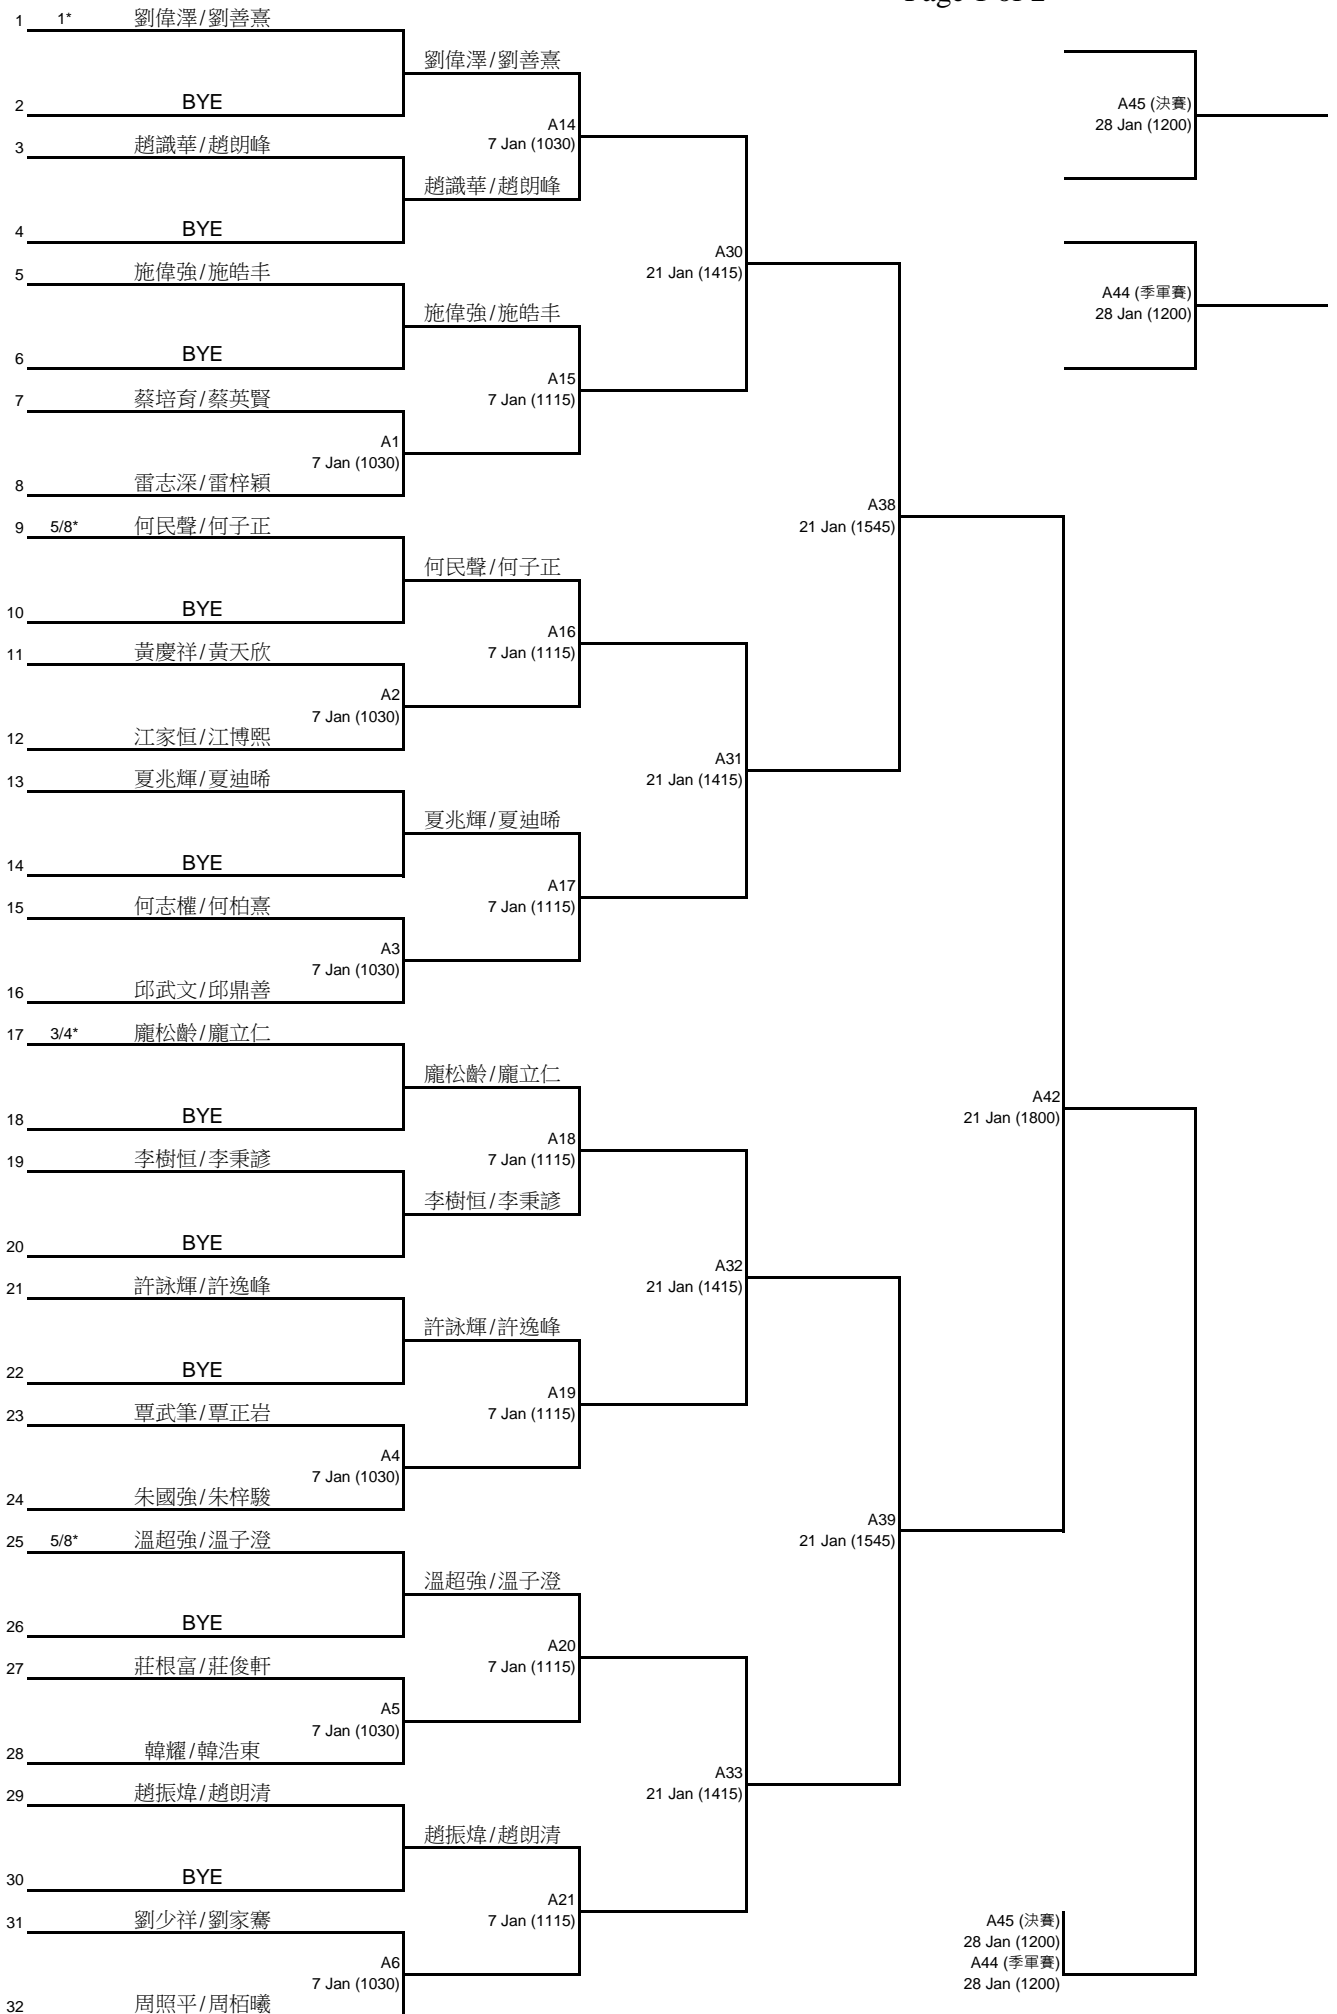 Page 1 of 2
1 1* 劉偉澤/劉善熹
劉偉澤/劉善熹
2 BYE
A45 (決賽)
28 Jan (1200)
A14
7 Jan (1030)
3 趙識華/趙朗峰
趙識華/趙朗峰
4 BYE
A30
21 Jan (1415)
5 施偉強/施皓丰
A44 (季軍賽)
28 Jan (1200)
施偉強/施皓丰
6 BYE
A15
7 Jan (1115)
7 蔡培育/蔡英賢
A1
7 Jan (1030)
8 雷志深/雷梓穎
A38
21 Jan (1545)
9 5/8* 何民聲/何子正
何民聲/何子正
10 BYE
A16
7 Jan (1115)
11 黃慶祥/黃天欣
A2
7 Jan (1030)
12 江家恒/江博熙
A31
21 Jan (1415)
13 夏兆輝/夏迪晞
夏兆輝/夏迪晞
14 BYE
A17
7 Jan (1115)
15 何志權/何柏熹
A3
7 Jan (1030)
16 邱武文/邱鼎善
17 3/4* 龐松齡/龐立仁
龐松齡/龐立仁
18 BYE
A42
21 Jan (1800)
A18
7 Jan (1115)
19 李樹恒/李秉諺
李樹恒/李秉諺
20 BYE
A32
21 Jan (1415)
21 許詠輝/許逸峰
許詠輝/許逸峰
22 BYE
A19
7 Jan (1115)
23 覃武筆/覃正岩
A4
7 Jan (1030)
24 朱國強/朱梓駿
A39
21 Jan (1545)
25 5/8* 溫超強/溫子澄
溫超強/溫子澄
26 BYE
A20
7 Jan (1115)
27 莊根富/莊俊軒
A5
7 Jan (1030)
28 韓耀/韓浩東
A33
21 Jan (1415)
29 趙振煒/趙朗清
趙振煒/趙朗清
30 BYE
A21
7 Jan (1115)
31 劉少祥/劉家騫
A45 (決賽)
28 Jan (1200)
A44 (季軍賽)
28 Jan (1200)
A6
7 Jan (1030)
32 周照平/周栢曦